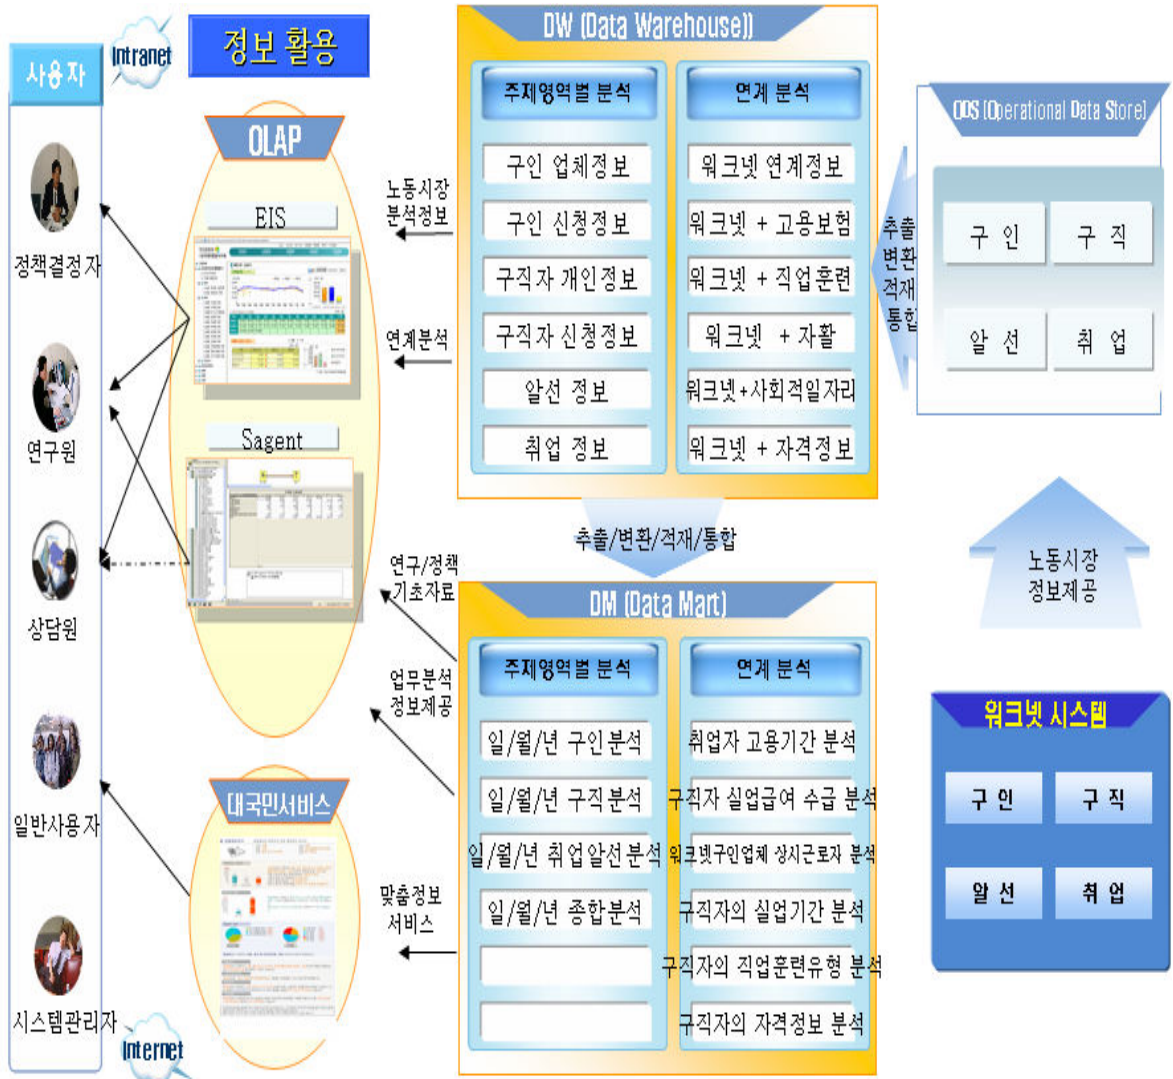 Intranet
정보 활용
사용자
정책결정자
연구원
상담원
일반사용자
시스템관리자
Internet
OLAP
EIS
Sagent
대국민서비스
노동시장
분석정보
연계분석
연구/정책
기초자료
업무분석
정보제공
맞춤정보
서비스
DW (Data Warehouse))
주제영역별 분석
구인 업체정보
구인 신청정보
구직자 개인정보
구직자 신청정보
알선 정보
취업 정보
연계 분석
워크넷 연계정보
워크넷 + 고용보험
워크넷 + 직업훈련
워크넷 + 자활
워크넷+사회적일자리
워크넷 + 자격정보
추출/변환/적재/통합
DM (Data Mart)
주제영역별 분석
일/월/년 구인분석
일/월/년 구직분석
일/월/년 취업알선분석
일/월/년 종합분석
연계 분석
취업자 고용기간 분석
구직자 실업급여 수급 분석
워크넷구인업체 상시근로자 분석
구직자의 실업기간 분석
구직자의 직업훈련유형 분석
구직자의 자격정보 분석
추출
변환
적재
통합
ODS (Operational Data Store)
구 인
구 직
알 선
취 업
노동시장
정보제공
워크넷 시스템
구 인
구 직
알 선
취 업